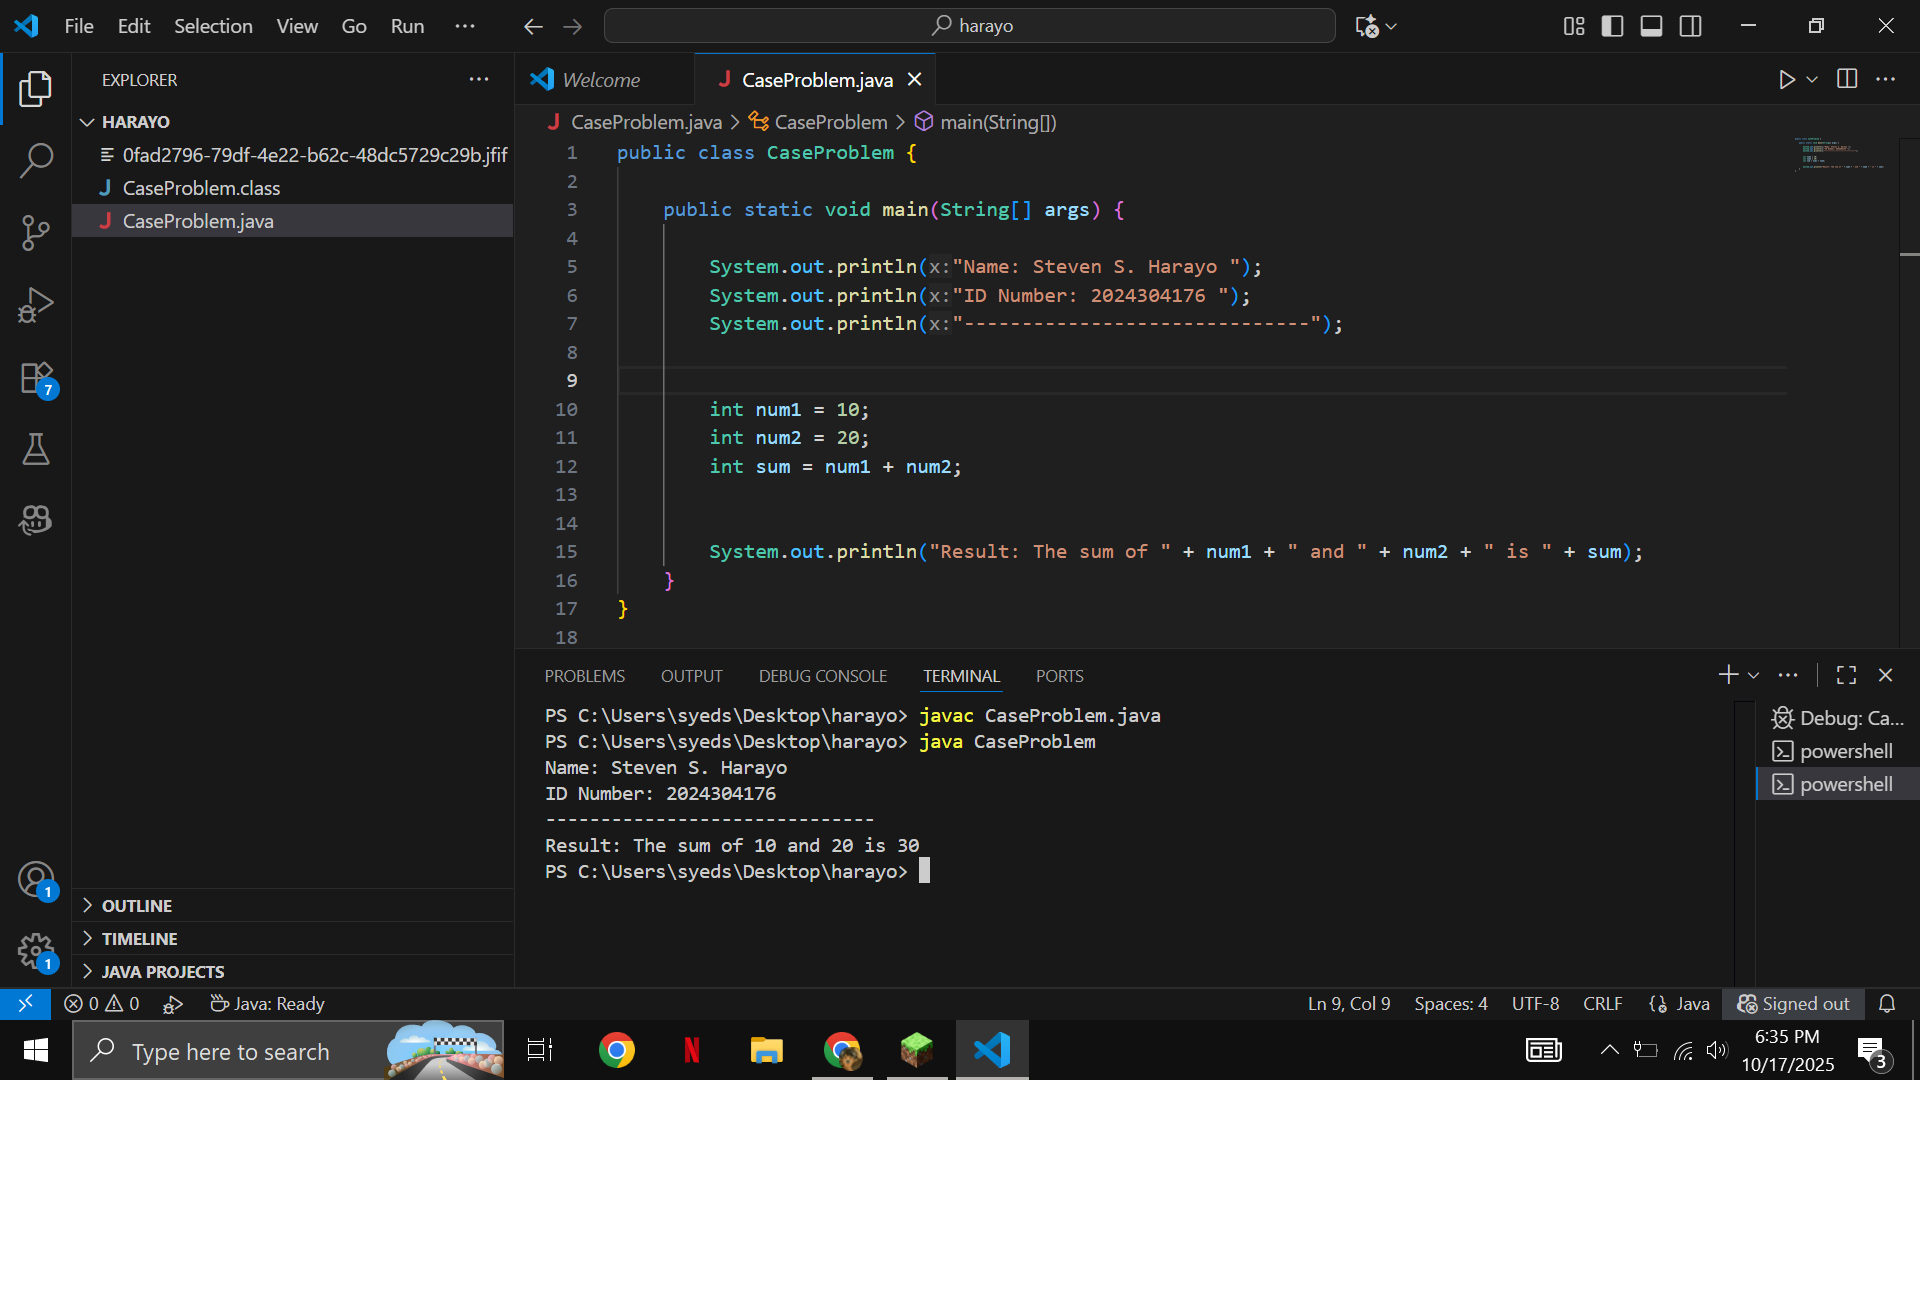 File Edit Selection View Go Run ··· harayo
EXPLORER ···
HARAYO
0fad2796-79df-4e22-b62c-48dc5729c29b.jfif
J CaseProblem.class
J CaseProblem.java
7
1
1
OUTLINE
TIMELINE
JAVA PROJECTS
Welcome J CaseProblem.java
J CaseProblem.java > CaseProblem > main(String[])
1 public class CaseProblem {
2
3 public static void main(String[] args) {
4
5 System.out.println(x:"Name: Steven S. Harayo ");
6 System.out.println(x:"ID Number: 2024304176 ");
7 System.out.println(x:"------------------------------");
8
9
10 int num1 = 10;
11 int num2 = 20;
12 int sum = num1 + num2;
13
14
15 System.out.println("Result: The sum of " + num1 + " and " + num2 + " is " + sum);
16 }
17 }
18
PROBLEMS OUTPUT DEBUG CONSOLE TERMINAL PORTS
PS C:\Users\syeds\Desktop\harayo> javac CaseProblem.java
PS C:\Users\syeds\Desktop\harayo> java CaseProblem
Name: Steven S. Harayo
ID Number: 2024304176
------------------------------
Result: The sum of 10 and 20 is 30
PS C:\Users\syeds\Desktop\harayo>
Debug: Ca...
powershell
powershell
0 0 Java: Ready Ln 9, Col 9 Spaces: 4 UTF-8 CRLF {} Java Signed out
Type here to search N 6:35 PM
10/17/2025 3